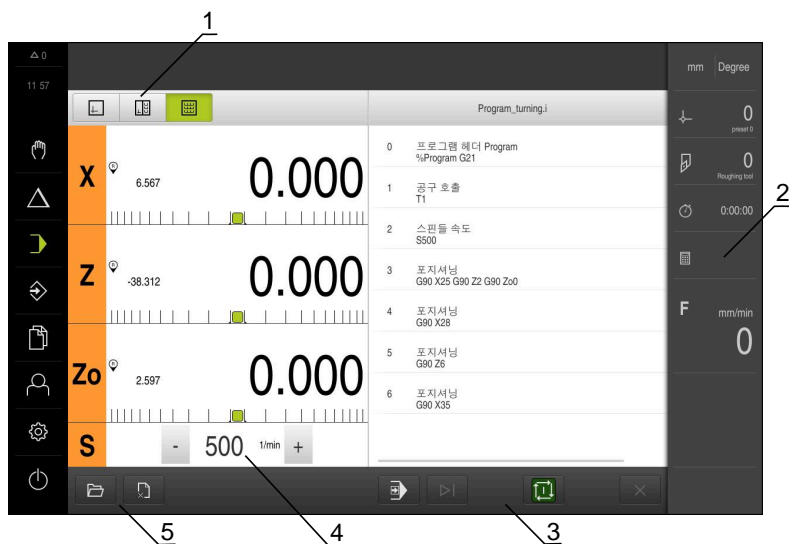 1
0
11 57
mm Degree
Program_turning.i
X
R
6.567
0.000
Z
R
-38.312
0.000
Zo
R
2.597
0.000
S
- 500 1/min +
0 프로그램 헤더 Program
%Program G21
1 공구 호출
T1
2 스핀들 속도
S500
3 포지셔닝
G90 X25 G90 Z2 G90 Zo0
4 포지셔닝
G90 X28
5 포지셔닝
G90 Z6
6 포지셔닝
G90 X35
0
preset 0
0
Roughing tool
0:00:00
2
F mm/min
0
5
4
3